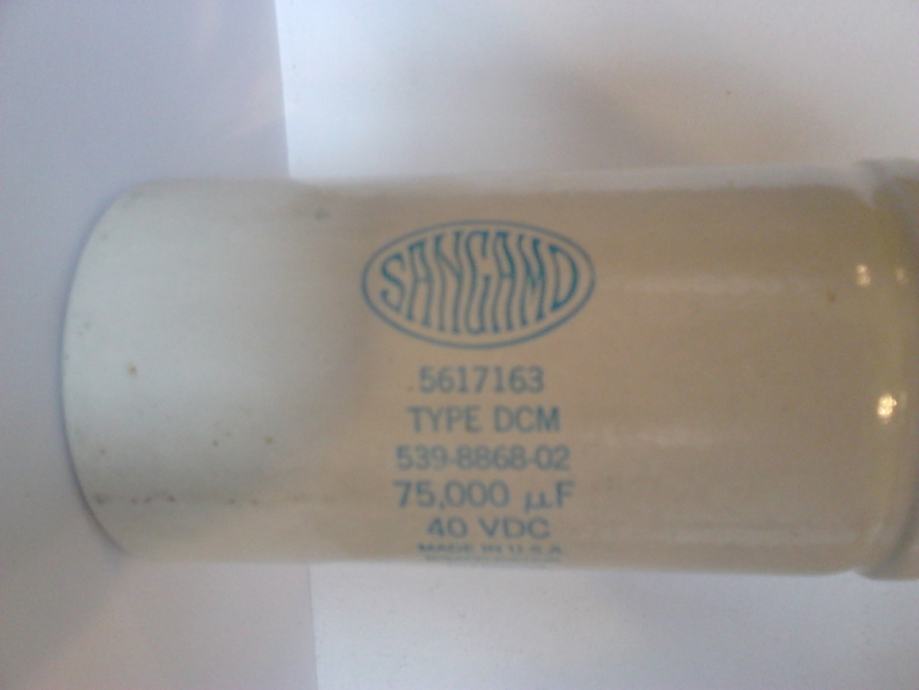 SANGAMO
5617163
TYPE DCM
539-8868-02
75,000 µF
40 VDC
MADE IN U.S.A.